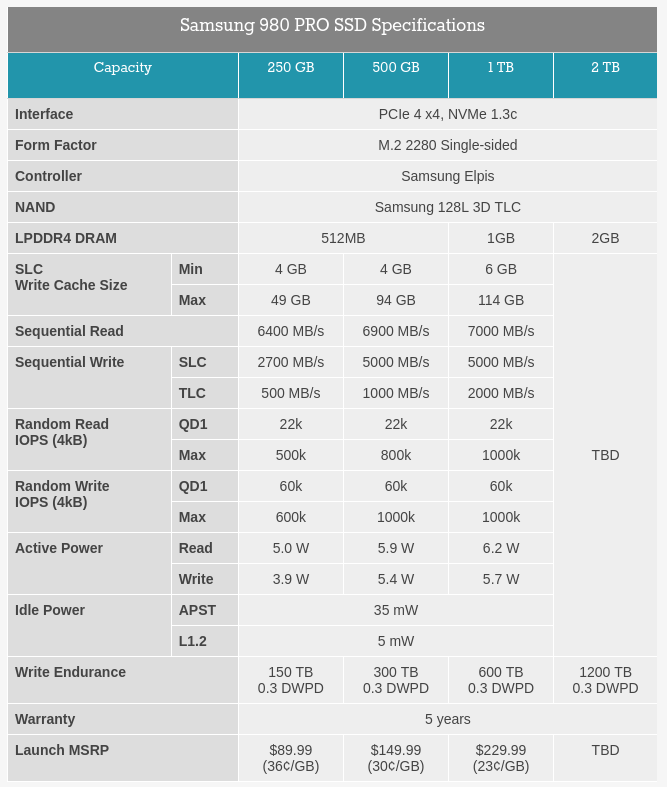 Samsung 980 PRO SSD Specifications
Capacity 250 GB 500 GB 1 TB 2 TB
Interface PCIe 4 x4, NVMe 1.3c
Form Factor M.2 2280 Single-sided
Controller Samsung Elpis
NAND Samsung 128L 3D TLC
LPDDR4 DRAM 512MB 1GB 2GB
SLC Min 4 GB 4 GB 6 GB
Write Cache Size
Max 49 GB 94 GB 114 GB
Sequential Read 6400 MB/s 6900 MB/s 7000 MB/s
Sequential Write SLC 2700 MB/s 5000 MB/s 5000 MB/s
TLC 500 MB/s 1000 MB/s 2000 MB/s
Random Read QD1 22k 22k 22k
IOPS (4kB)
Max 500k 800k 1000k TBD
Random Write QD1 60k 60k 60k
IOPS (4kB)
Max 600k 1000k 1000k
Active Power Read 5.0 W 5.9 W 6.2 W
Write 3.9 W 5.4 W 5.7 W
Idle Power APST 35 mW
L1.2 5 mW
Write Endurance 150 TB 300 TB 600 TB 1200 TB
0.3 DWPD 0.3 DWPD 0.3 DWPD 0.3 DWPD
Warranty 5 years
Launch MSRP $89.99 $149.99 $229.99 TBD
(36¢/GB) (30¢/GB) (23¢/GB)